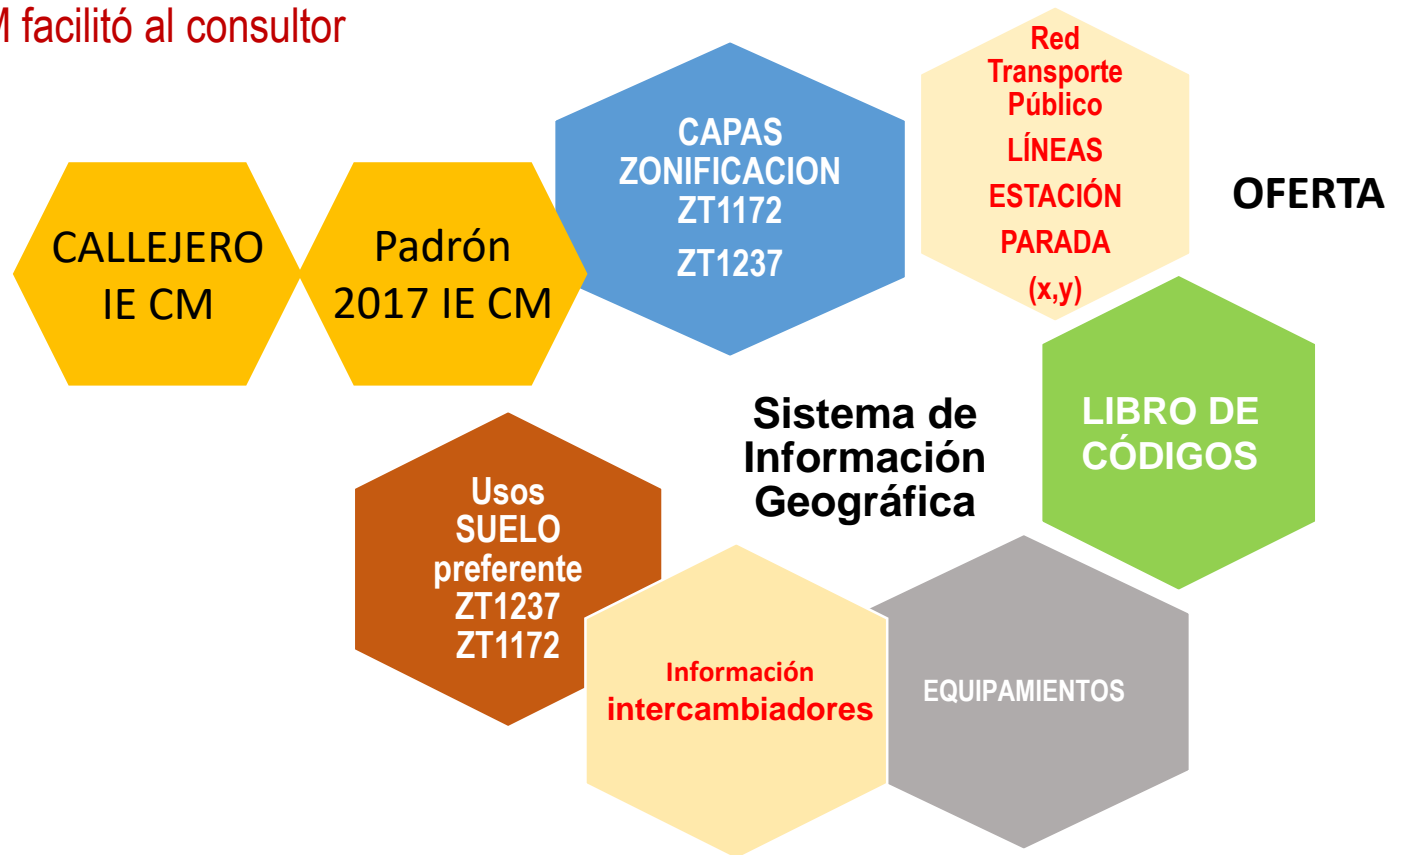 M facilitó al consultor
CALLEJERO
IE CM
Padrón
2017 IE CM
CAPAS
ZONIFICACION
ZT1172
ZT1237
Red
Transporte
Público
LÍNEAS
ESTACIÓN
PARADA
(x,y)
OFERTA
LIBRO DE
CÓDIGOS
Sistema de
Información
Geográfica
Usos
SUELO
preferente
ZT1237
ZT1172
Información
intercambiadores
EQUIPAMIENTOS